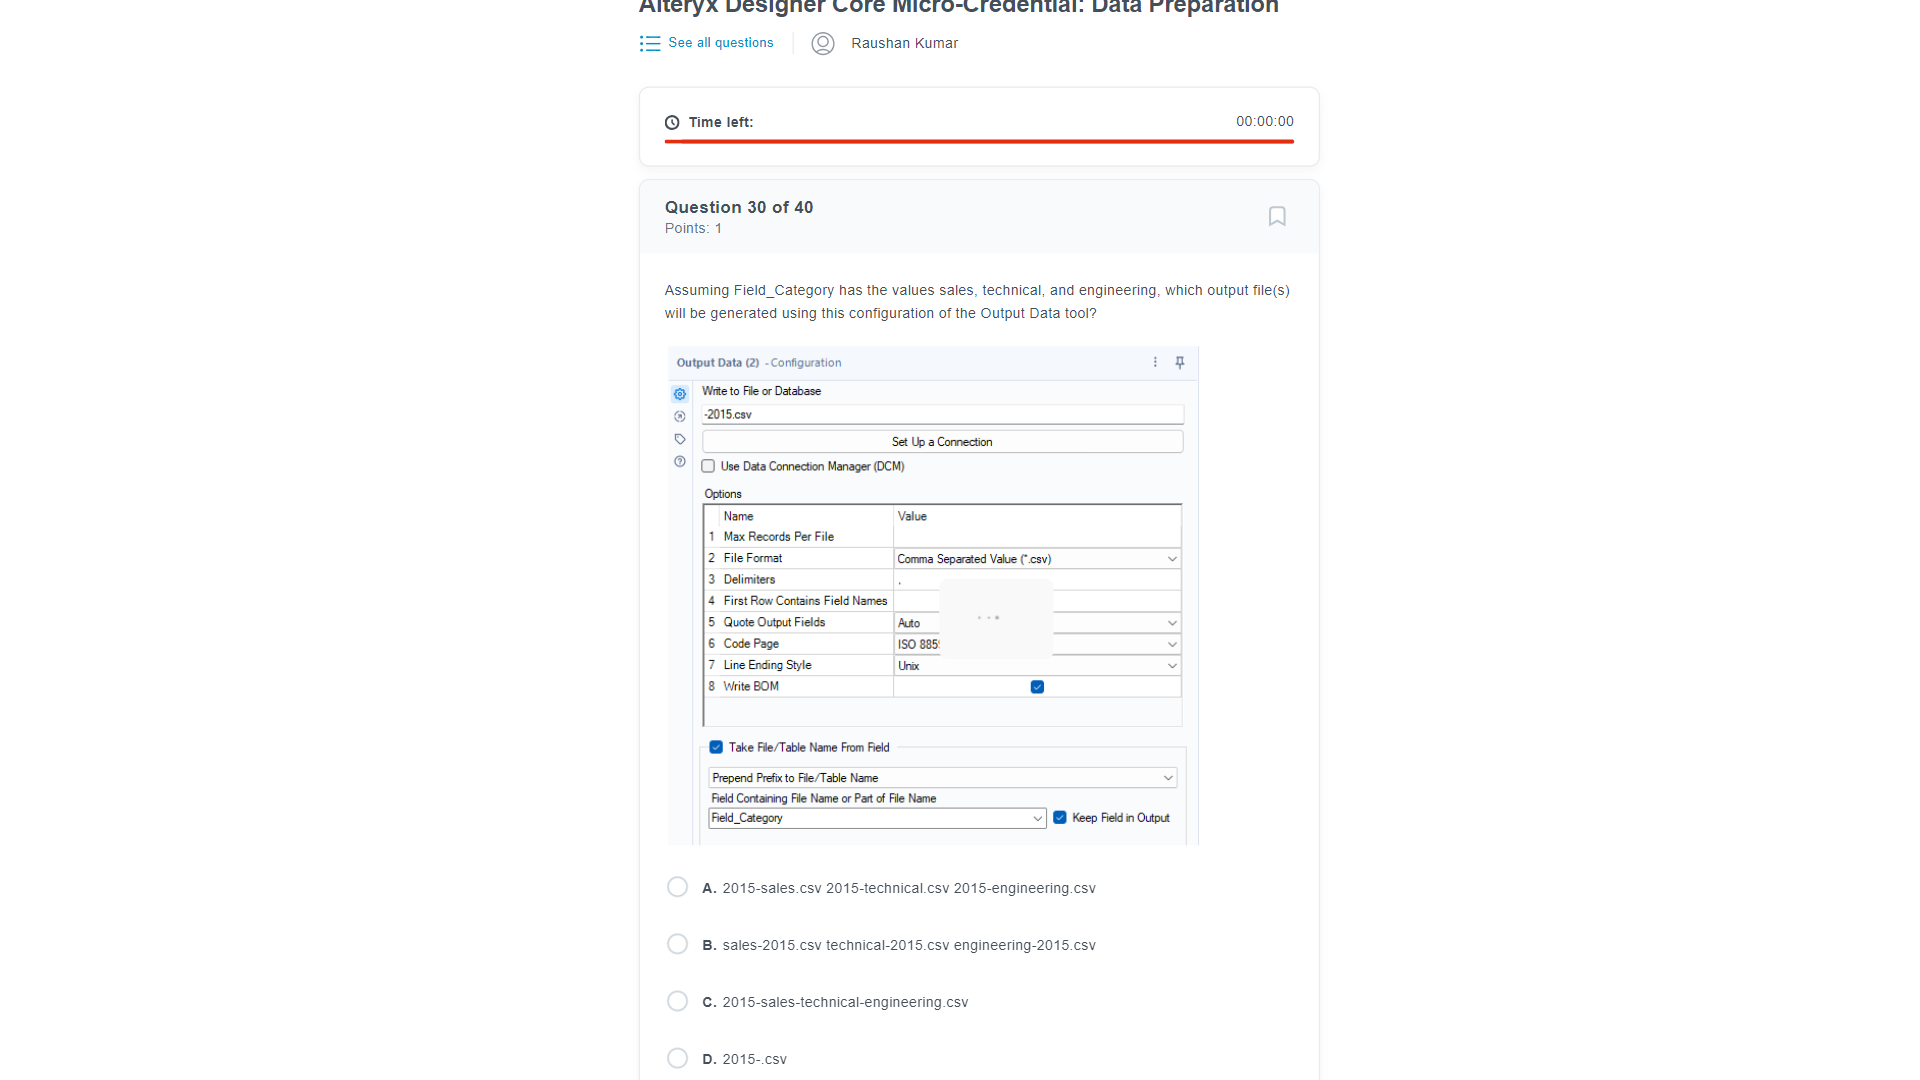 Alteryx Designer Core Micro-Credential: Data Preparation
See all questions
Raushan Kumar
Time left:
00:00:00
Question 30 of 40
Points: 1
Assuming Field_Category has the values sales, technical, and engineering, which output file(s)
will be generated using this configuration of the Output Data tool?
Output Data (2) - Configuration
Write to File or Database
-2015.csv
Set Up a Connection
Use Data Connection Manager (DCM)
Options
Name Value
1 Max Records Per File
2 File Format Comma Separated Value (*.csv)
3 Delimiters ,
4 First Row Contains Field Names
5 Quote Output Fields Auto
6 Code Page ISO
7 Line Ending Style Unix
8 Write BOM
Take File/Table Name From Field
Prepend Prefix to File/Table Name
Field Containing File Name or Part of File Name
Field_Category Keep Field in Output
A. 2015-sales.csv 2015-technical.csv 2015-engineering.csv
B. sales-2015.csv technical-2015.csv engineering-2015.csv
C. 2015-sales-technical-engineering.csv
D. 2015-.csv